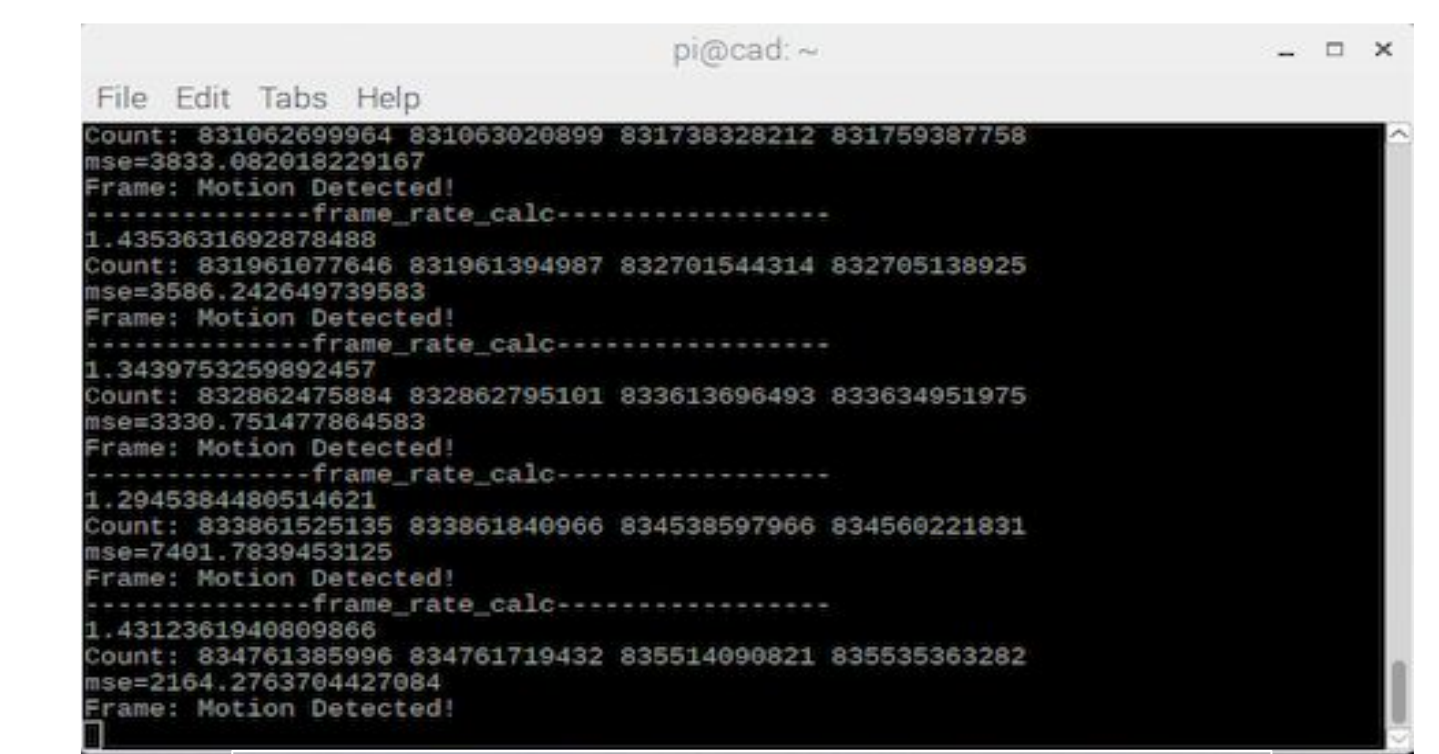 pi@cad: ~
File Edit Tabs Help
Count: 831062699964 831063020899 831738328212 831759387758
mse=3833.082018229167
Frame: Motion Detected!
--------------frame_rate_calc-----------------
1.4353631692878488
Count: 831961077646 831961394987 832701544314 832705138925
mse=3586.242649739583
Frame: Motion Detected!
--------------frame_rate_calc-----------------
1.3439753259892457
Count: 832862475884 832862795101 833613696493 833634951975
mse=3330.751477864583
Frame: Motion Detected!
--------------frame_rate_calc-----------------
1.2945384480514621
Count: 833861525135 833861840966 834538597966 834560221831
mse=7401.7839453125
Frame: Motion Detected!
--------------frame_rate_calc-----------------
1.4312361940809866
Count: 834761385996 834761719432 835514090821 835535363282
mse=2164.2763704427084
Frame: Motion Detected!